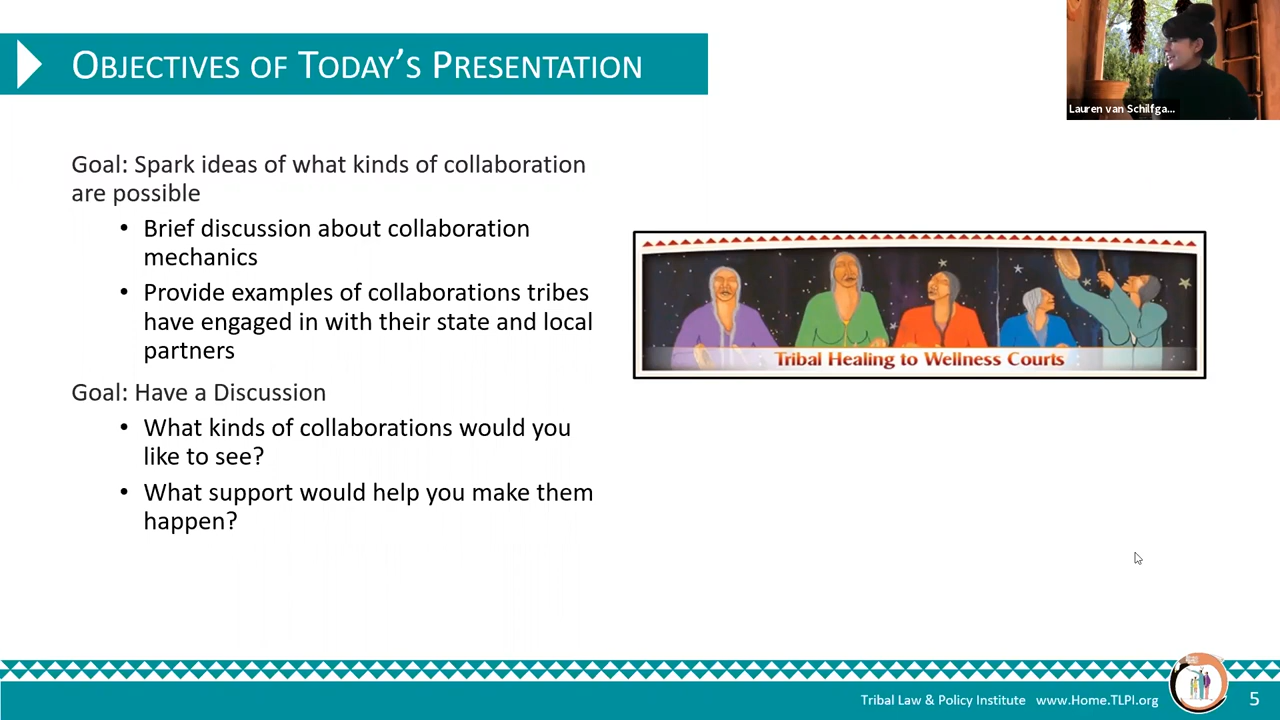 OBJECTIVES OF TODAY'S PRESENTATION
Lauren van Schilfga...
Goal: Spark ideas of what kinds of collaboration
are possible
• Brief discussion about collaboration
mechanics
• Provide examples of collaborations tribes
have engaged in with their state and local
partners
Goal: Have a Discussion
• What kinds of collaborations would you
like to see?
• What support would help you make them
happen?
Tribal Healing to Wellness Courts
Tribal Law & Policy Institute www.Home.TLPI.org
5